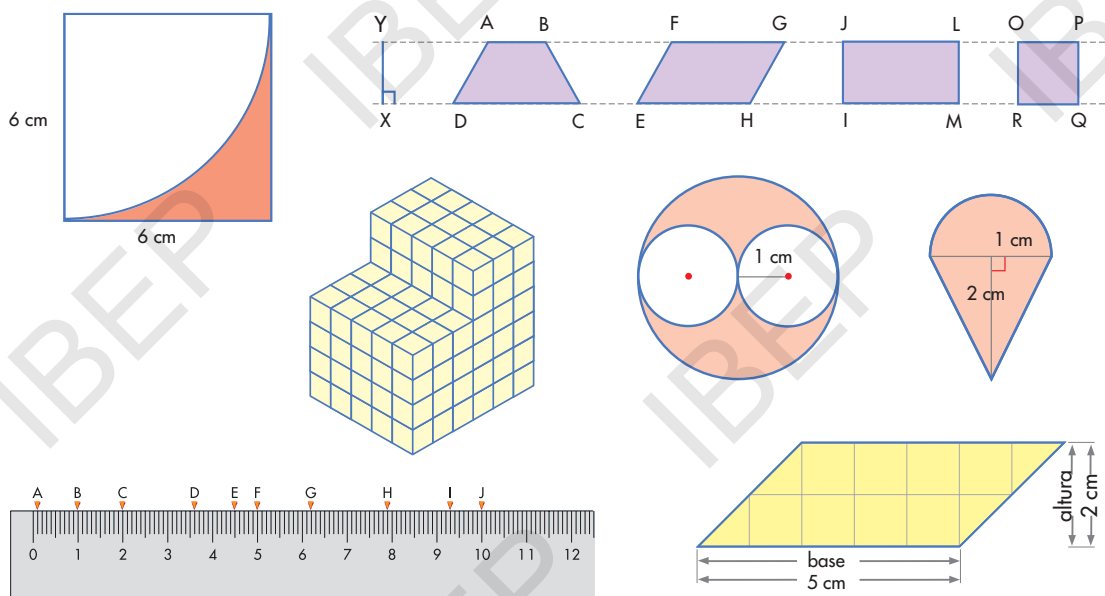 6 cm
6 cm
Y A B F G J L O P
X D C E H I M R Q
1 cm
1 cm
2 cm
A B C D E F G H I J
0 1 2 3 4 5 6 7 8 9 10 11 12
altura
2 cm
base
5 cm
IBEP
IBEP
IBEP
IBEP
IBEP